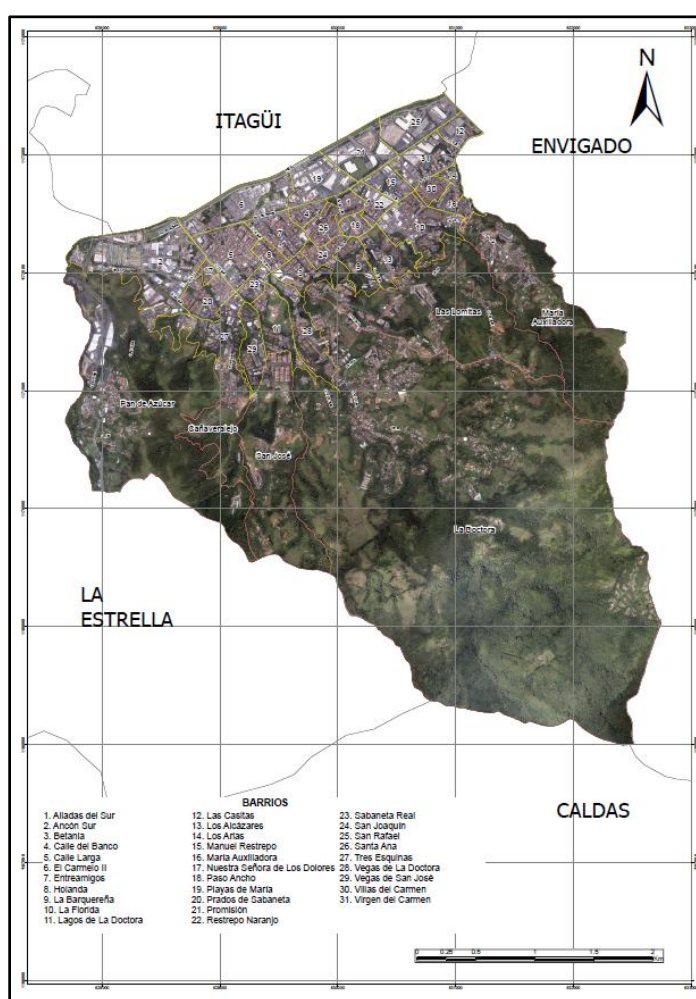 N
ITAGÜI
ENVIGADO
Las Lomitas
María
Auxiliadora
Pan de Azúcar
Cañaveralejo
San José
La Doctora
LA
ESTRELLA
CALDAS
BARRIOS
1. Aliadas del Sur
2. Ancón Sur
3. Betania
4. Calle del Banco
5. Calle Larga
6. El Carmelo II
7. Entreamigos
8. Holanda
9. La Barquereña
10. La Florida
11. Lagos de La Doctora
12. Las Casitas
13. Los Alcázares
14. Los Arias
15. Manuel Restrepo
16. María Auxiliadora
17. Nuestra Señora de Los Dolores
18. Paso Ancho
19. Playas de María
20. Prados de Sabaneta
21. Promisión
22. Restrepo Naranjo
23. Sabaneta Real
24. San Joaquín
25. San Rafael
26. Santa Ana
27. Tres Esquinas
28. Vegas de La Doctora
29. Vegas de San José
30. Villas del Carmen
31. Virgen del Carmen
0 0.25 0.5 1 1.5 2
Km